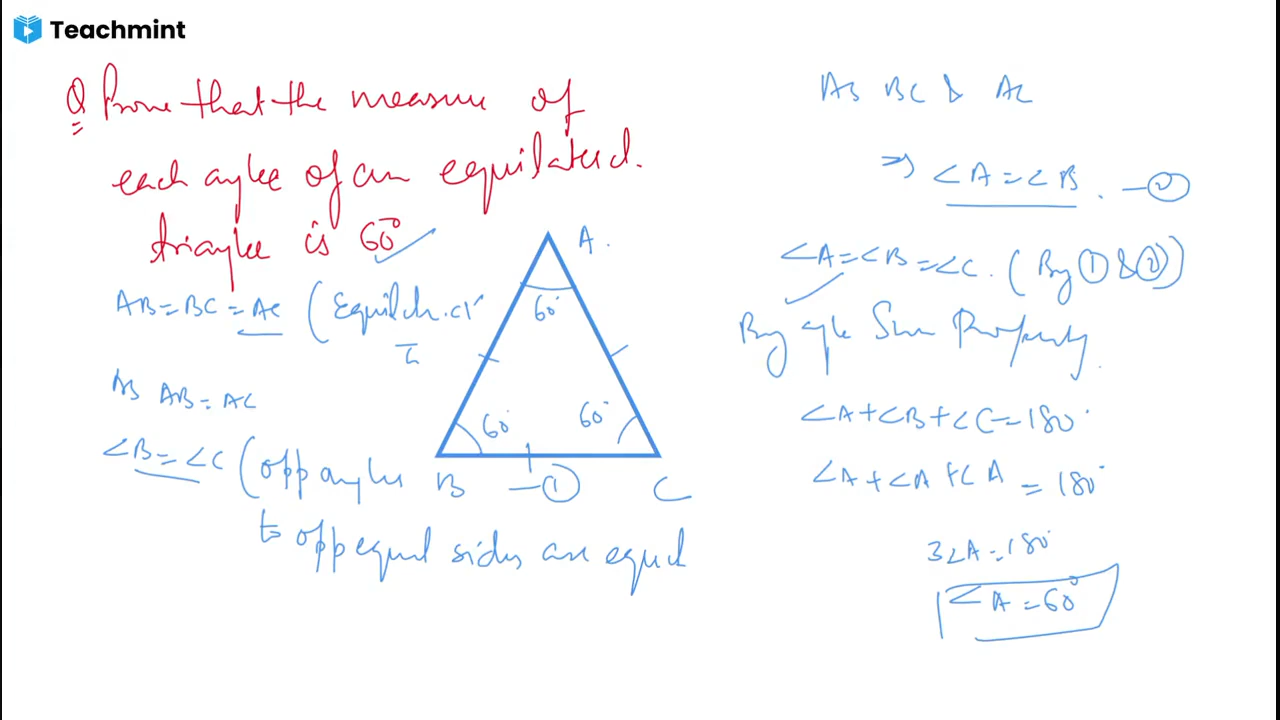 Teachmint
Q Prove that the measure of
each angle of an equilateral
triangle is 60°
AB = BC = AC (
As AB = AC
∠B = ∠C (opp angles — ①
to opp equal sides are equal
A
60°
60° 60°
B C
As BC & AC
⇒ ∠A = ∠B. — ②
∠A = ∠B = ∠C. (By ① & ②)
By angle Sum Property.
∠A + ∠B + ∠C = 180°
∠A + ∠A + ∠A = 180°
3∠A = 180°
∠A = 60°